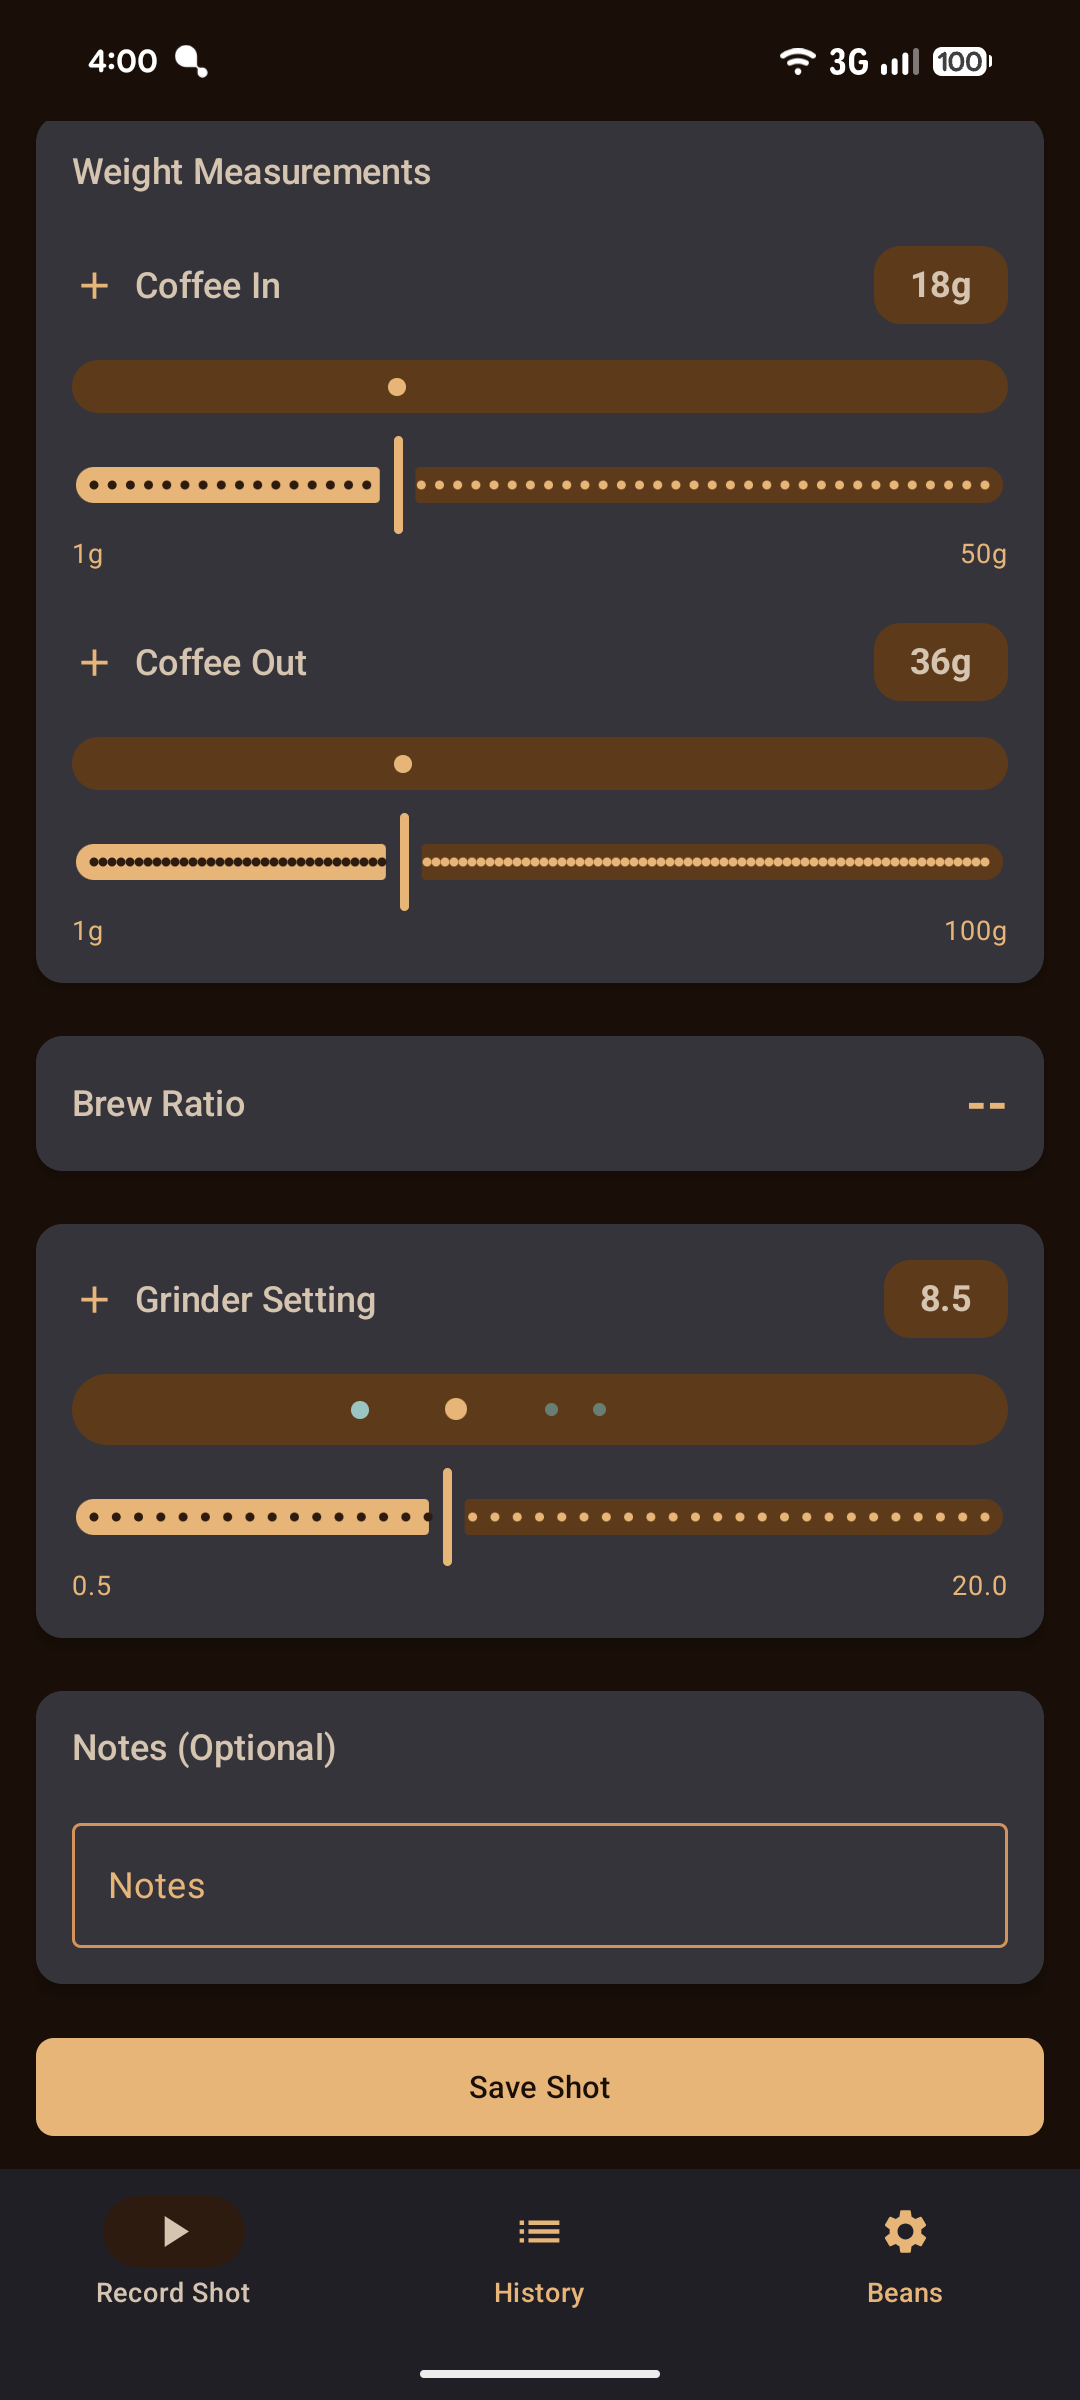 4:00
3G
100
Weight Measurements
Coffee In
18g
1g
50g
Coffee Out
36g
1g
100g
Brew Ratio
--
Grinder Setting
8.5
0.5
20.0
Notes (Optional)
Notes
Save Shot
Record Shot
History
Beans